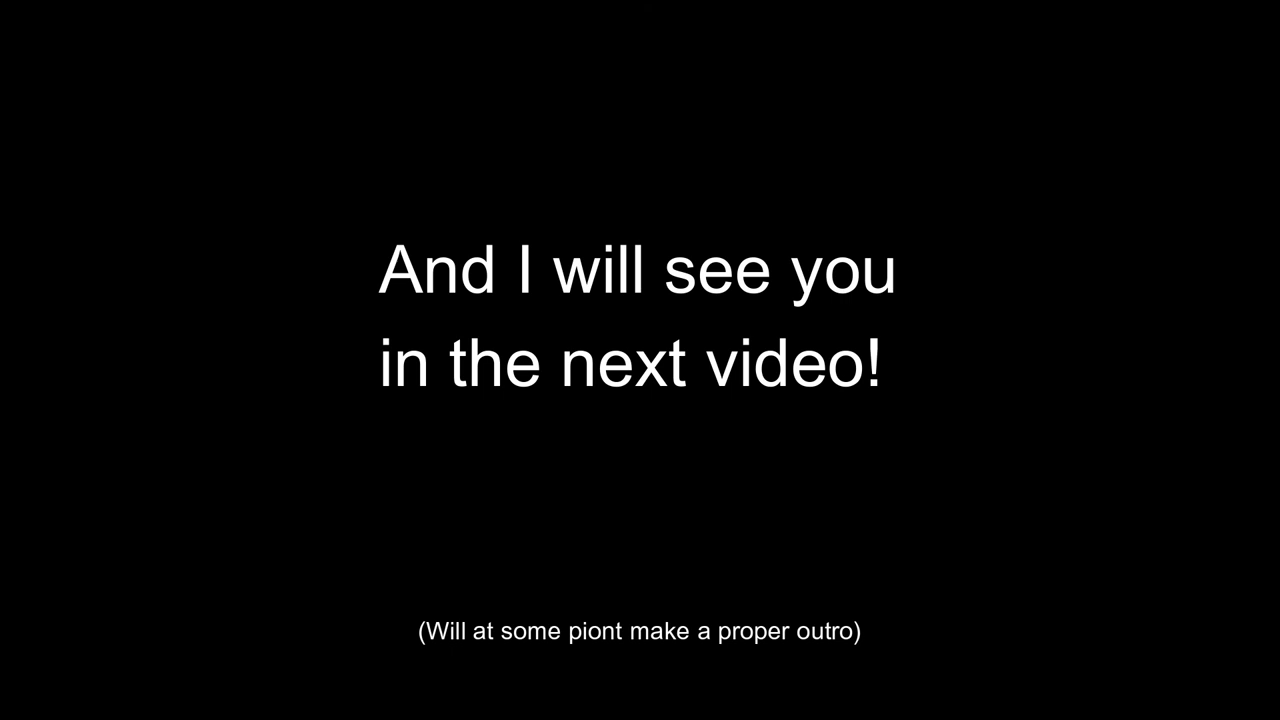 And I will see you
in the next video!
(Will at some piont make a proper outro)